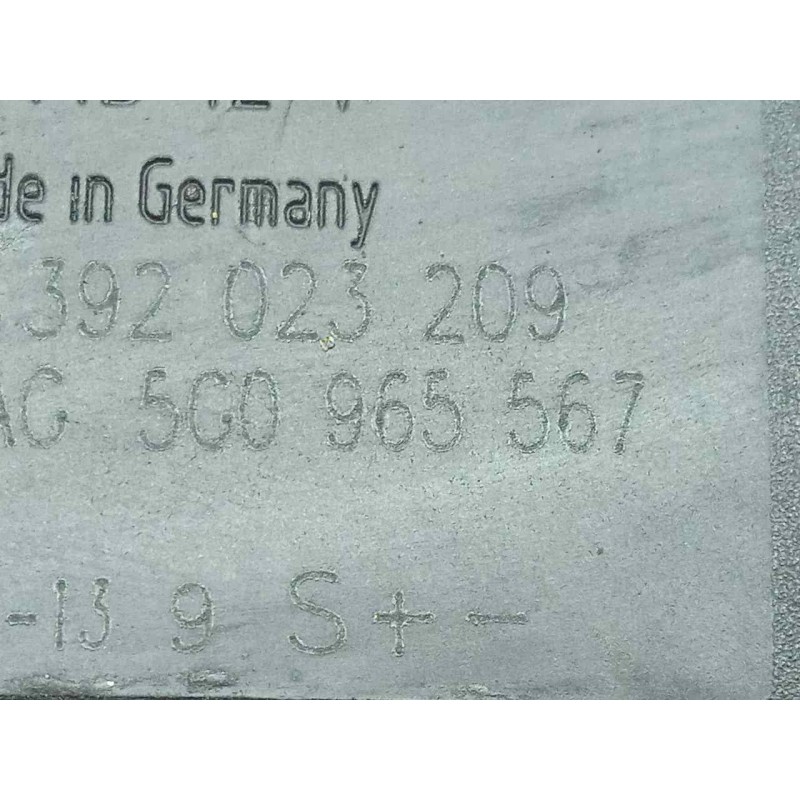 de in Germany
392 023 209
AG 5G0 965 567
-13 9 S + -